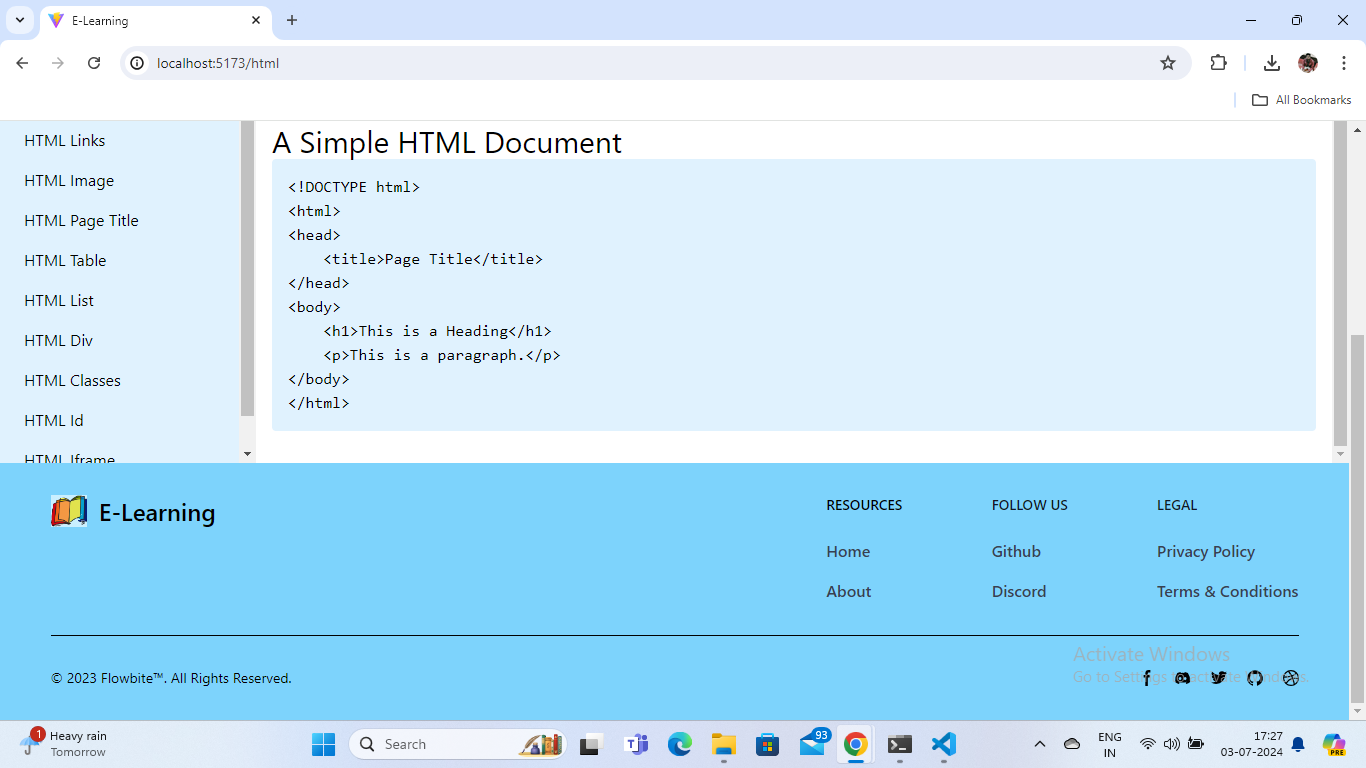 E-Learning
localhost:5173/html
All Bookmarks
HTML Links
HTML Image
HTML Page Title
HTML Table
HTML List
HTML Div
HTML Classes
HTML Id
HTML Iframe
A Simple HTML Document
<!DOCTYPE html>
<html>
<head>
    <title>Page Title</title>
</head>
<body>
    <h1>This is a Heading</h1>
    <p>This is a paragraph.</p>
</body>
</html>
E-Learning
RESOURCES
Home
About
FOLLOW US
Github
Discord
LEGAL
Privacy Policy
Terms & Conditions
© 2023 Flowbite™. All Rights Reserved.
Activate Windows
Go to Settings to activate Windows.
1
Heavy rain
Tomorrow
Search
93
ENG
IN
17:27
03-07-2024
PRE